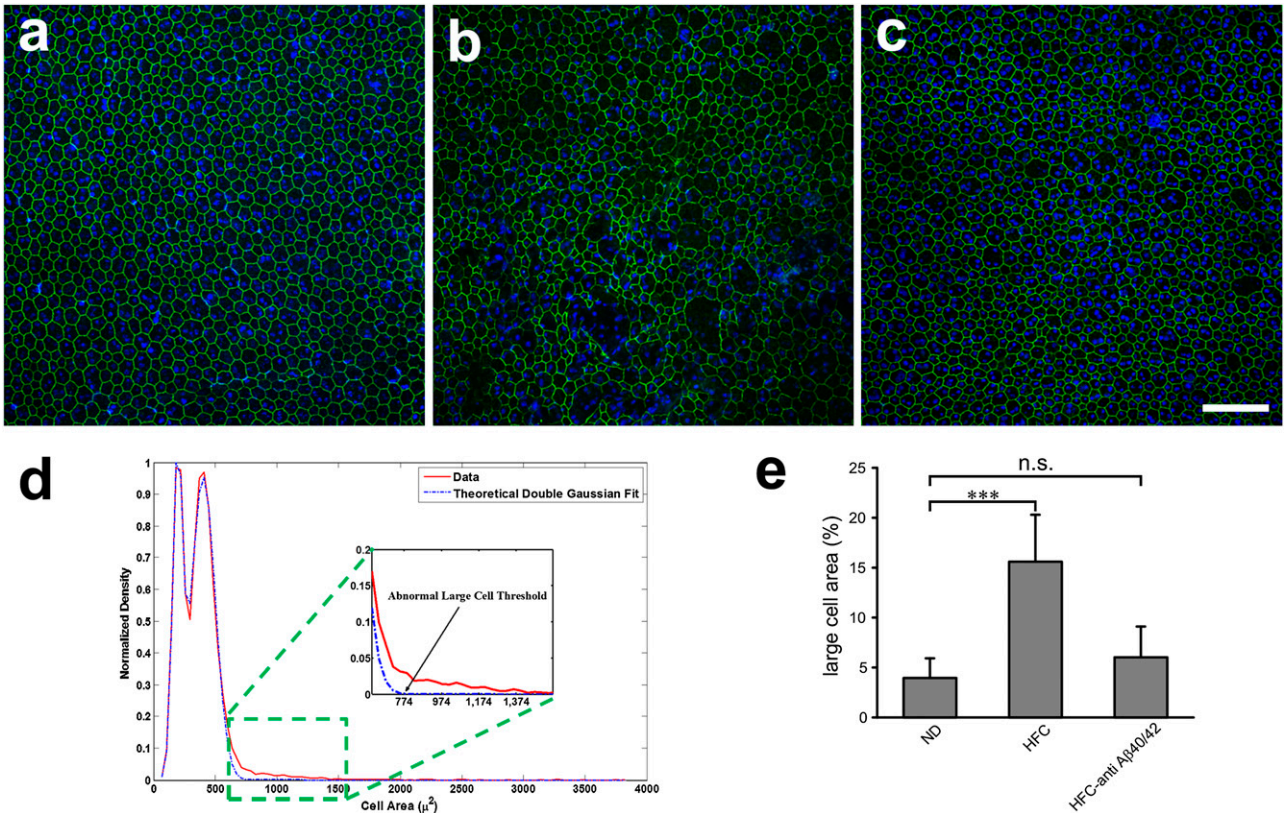 a
b
c
d
Normalized Density
1
0.9
0.8
0.7
0.6
0.5
0.4
0.3
0.2
0.1
0
0
500
1000
1500
2000
2500
3000
3500
4000
Cell Area (μ²)
Data
Theoretical Double Gaussian Fit
0.2
0.15
0.1
0.05
0
774
974
1,174
1,374
Abnormal Large Cell Threshold
e
large cell area (%)
25
20
15
10
5
0
n.s.
***
ND
HFC
HFC-anti Aβ40/42